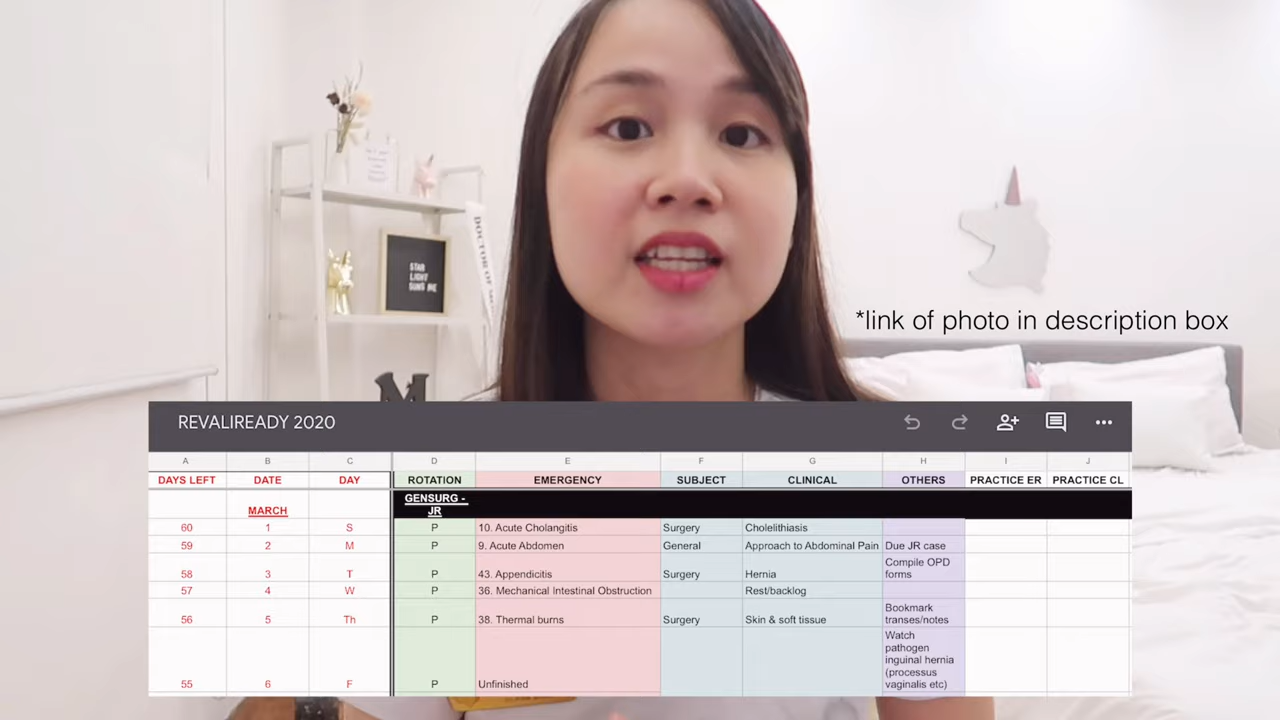 DOCTOR OF
STAR
LIGHT
M
*link of photo in description box
REVALIREADY 2020
A B C D E F G H I J
DAYS LEFT DATE DAY ROTATION EMERGENCY SUBJECT CLINICAL OTHERS PRACTICE ER PRACTICE CL
MARCH GENSURG -
JR
60 1 S P 10. Acute Cholangitis Surgery Cholelithiasis
59 2 M P 9. Acute Abdomen General Approach to Abdominal Pain Due JR case
58 3 T P 43. Appendicitis Surgery Hernia Compile OPD
forms
57 4 W P 36. Mechanical Intestinal Obstruction Rest/backlog
56 5 Th P 38. Thermal burns Surgery Skin & soft tissue Bookmark
transes/notes
55 6 F P Unfinished Watch
pathogen
inguinal hernia
(processus
vaginalis etc)